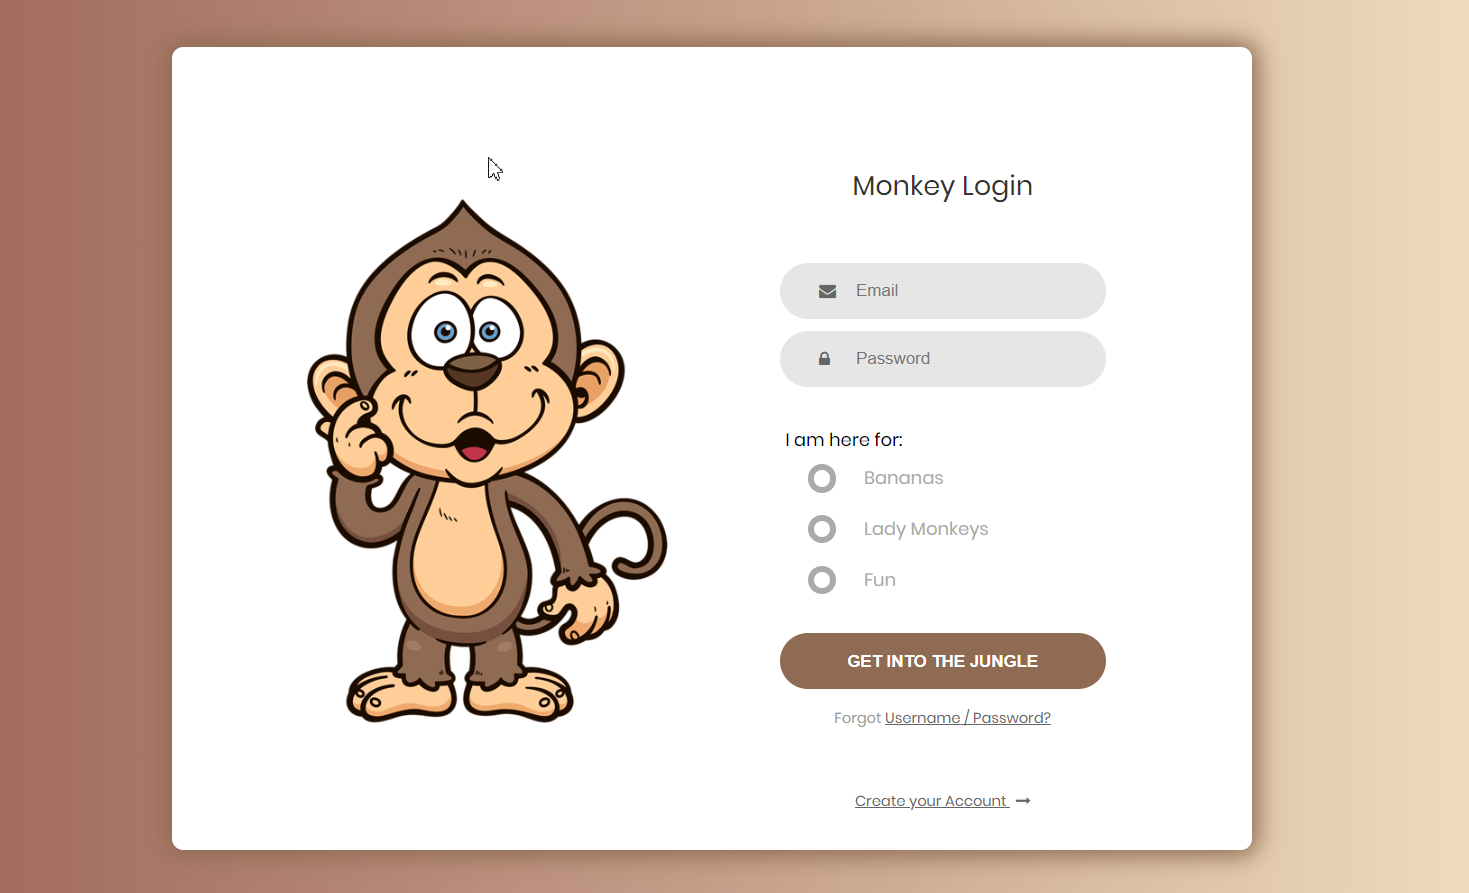 Monkey Login
Email
Password
I am here for:
Bananas
Lady Monkeys
Fun
GET INTO THE JUNGLE
Forgot Username / Password?
Create your Account